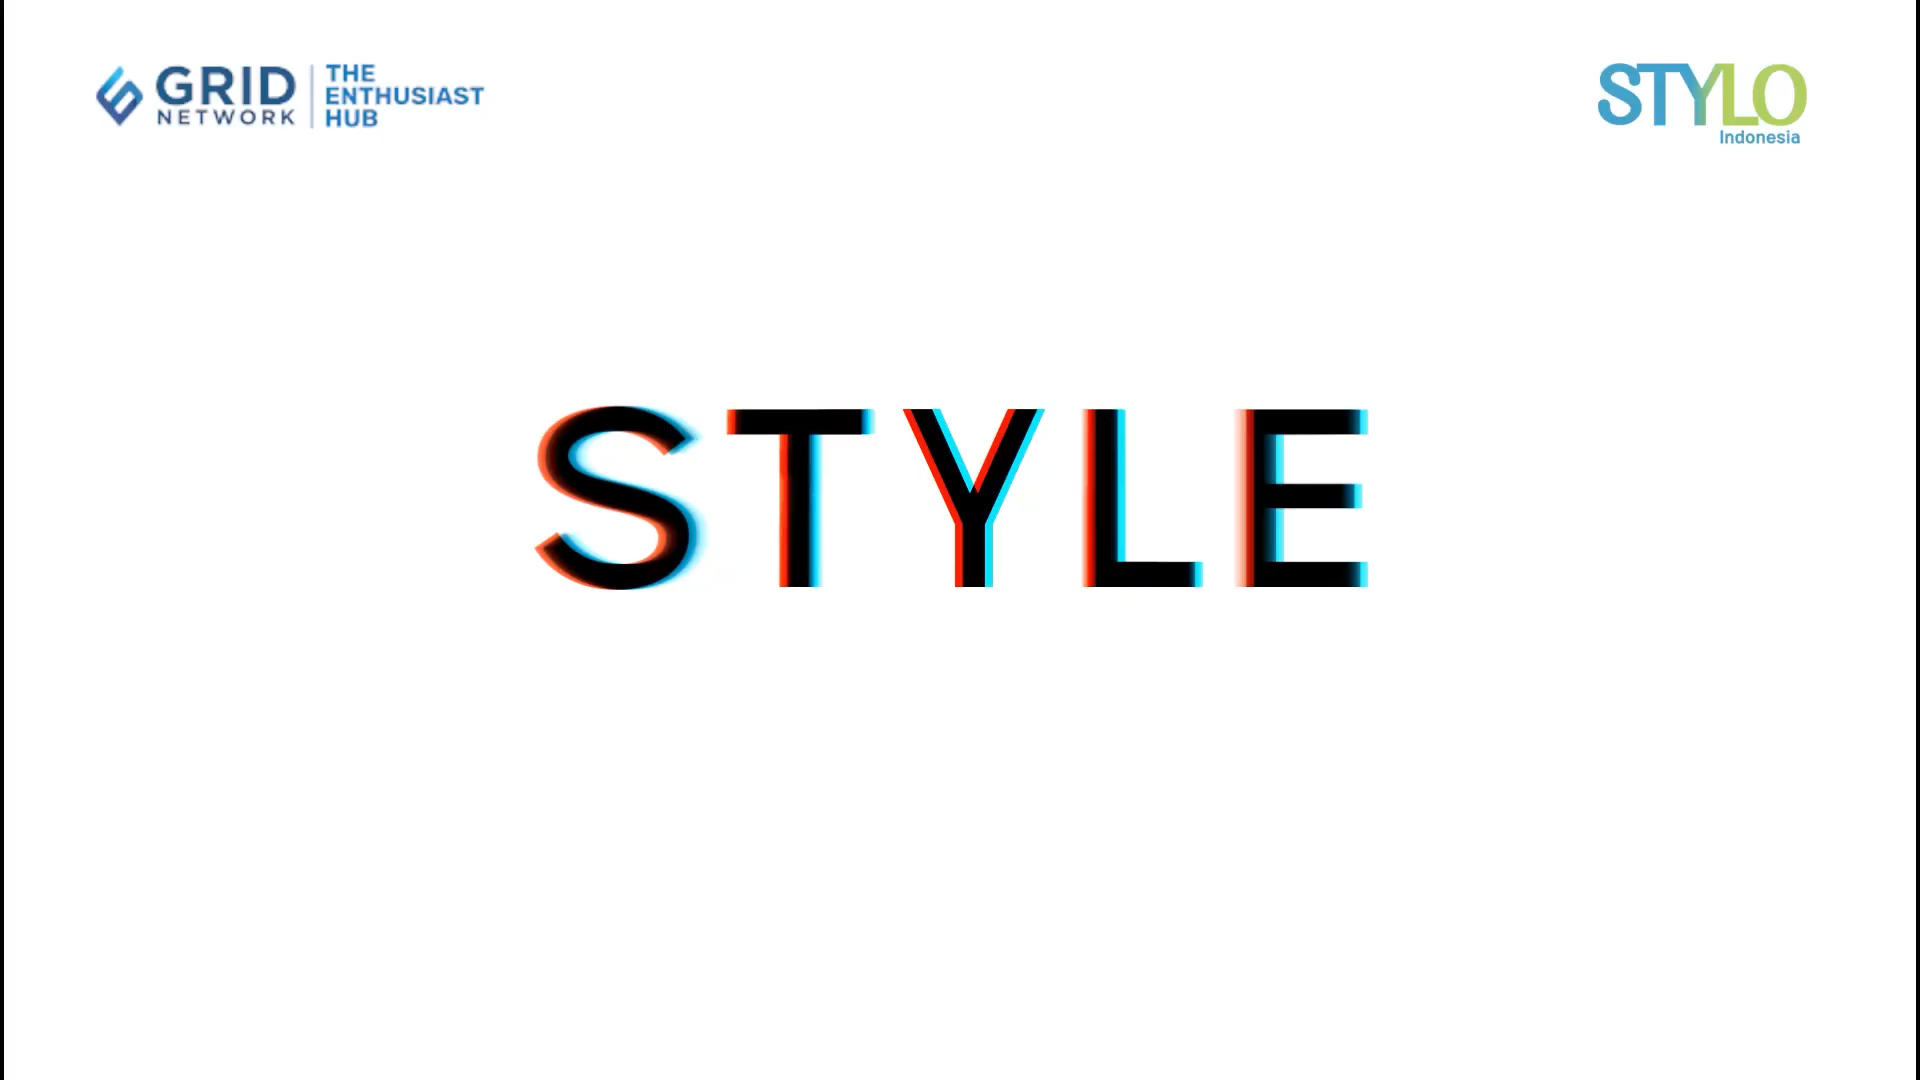 GRID
NETWORK
THE
ENTHUSIAST
HUB
STYLO
Indonesia
STYLE